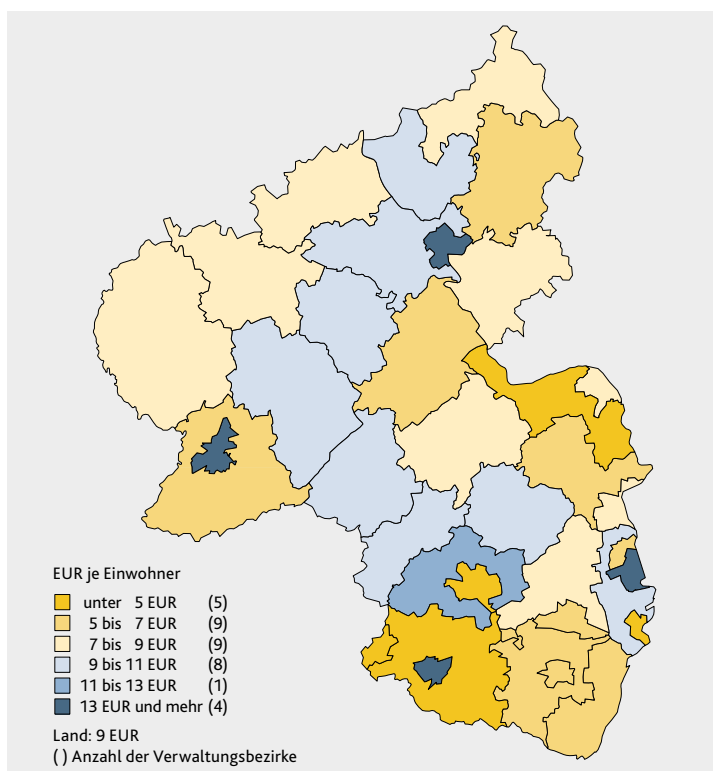 EUR je Einwohner
unter 5 EUR (5)
5 bis 7 EUR (9)
7 bis 9 EUR (9)
9 bis 11 EUR (8)
11 bis 13 EUR (1)
13 EUR und mehr (4)
Land: 9 EUR
( ) Anzahl der Verwaltungsbezirke